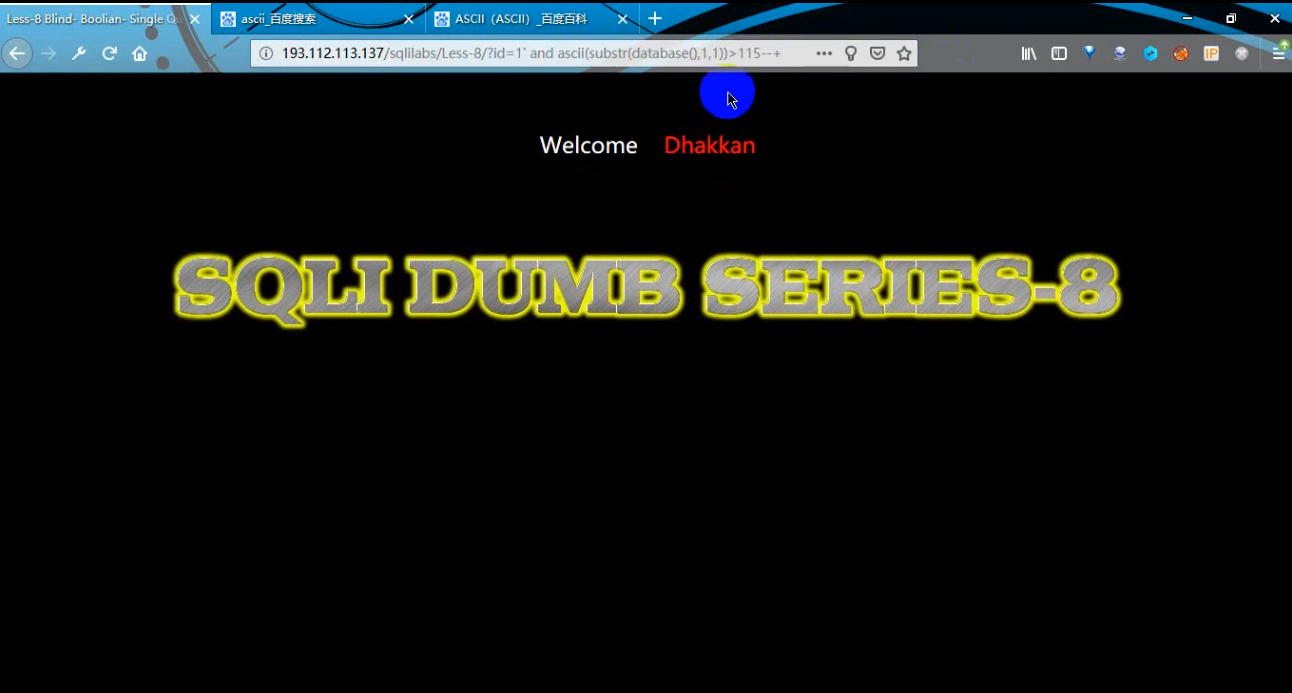 Less-8 Blind- Boolian- Single Qu
ascii_百度搜索
ASCII（ASCII）_百度百科
193.112.113.137/sqlilabs/Less-8/?id=1' and ascii(substr(database(),1,1))>115--+
IP
Welcome Dhakkan
SQLI DUMB SERIES-8